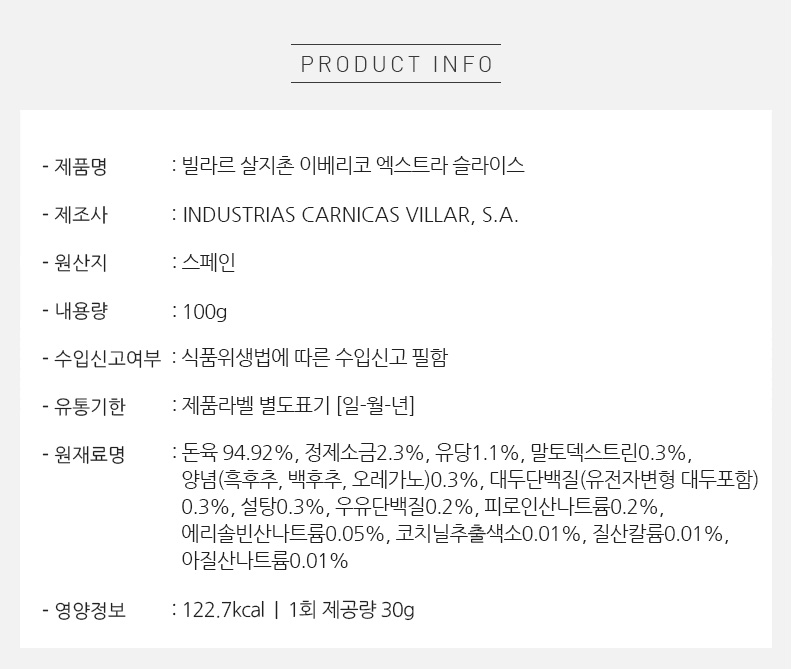 PRODUCT INFO
- 제품명 : 빌라르 살지촌 이베리코 엑스트라 슬라이스
- 제조사 : INDUSTRIAS CARNICAS VILLAR, S.A.
- 원산지 : 스페인
- 내용량 : 100g
- 수입신고여부 : 식품위생법에 따른 수입신고 필함
- 유통기한 : 제품라벨 별도표기 [일-월-년]
- 원재료명 : 돈육 94.92%, 정제소금2.3%, 유당1.1%, 말토덱스트린0.3%,
양념(흑후추, 백후추, 오레가노)0.3%, 대두단백질(유전자변형 대두포함)
0.3%, 설탕0.3%, 우유단백질0.2%, 피로인산나트륨0.2%,
에리솔빈산나트륨0.05%, 코치닐추출색소0.01%, 질산칼륨0.01%,
아질산나트륨0.01%
- 영양정보 : 122.7kcal | 1회 제공량 30g